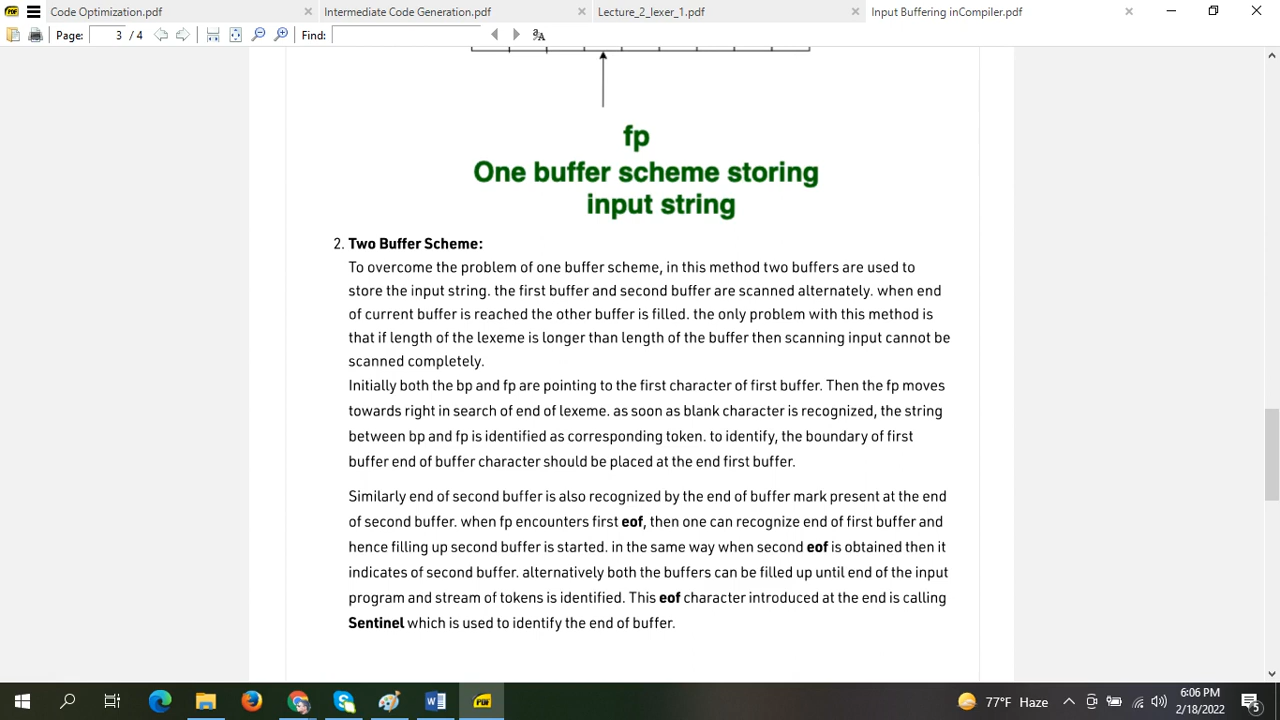 Code Optimization.pdf
Intermediate Code Generation.pdf
Lecture_2_lexer_1.pdf
Input Buffering inCompiler.pdf
Page: 3 / 4
Find:
fp
One buffer scheme storing
input string
2. Two Buffer Scheme:
To overcome the problem of one buffer scheme, in this method two buffers are used to
store the input string. the first buffer and second buffer are scanned alternately. when end
of current buffer is reached the other buffer is filled. the only problem with this method is
that if length of the lexeme is longer than length of the buffer then scanning input cannot be
scanned completely.
Initially both the bp and fp are pointing to the first character of first buffer. Then the fp moves
towards right in search of end of lexeme. as soon as blank character is recognized, the string
between bp and fp is identified as corresponding token. to identify, the boundary of first
buffer end of buffer character should be placed at the end first buffer.
Similarly end of second buffer is also recognized by the end of buffer mark present at the end
of second buffer. when fp encounters first eof, then one can recognize end of first buffer and
hence filling up second buffer is started. in the same way when second eof is obtained then it
indicates of second buffer. alternatively both the buffers can be filled up until end of the input
program and stream of tokens is identified. This eof character introduced at the end is calling
Sentinel which is used to identify the end of buffer.
77°F Haze
6:06 PM
2/18/2022
5